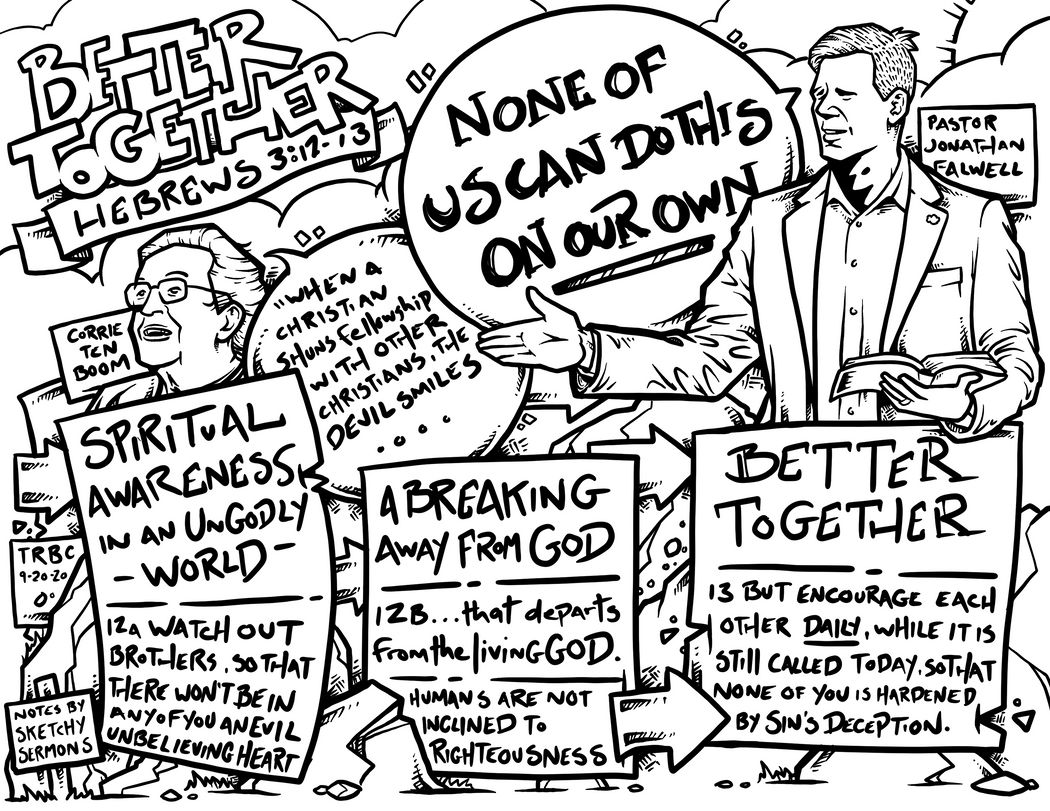 BETTER
TOGETHER
HEBREWS 3:12-13
NONE OF
US CAN DO THIS
ON OUR OWN
PASTOR
JONATHAN
FALWELL
CORRIE
TEN
BOOM
"WHEN A
CHRISTIAN
SHUNS FELLOWSHIP
WITH OTHER
CHRISTIANS, THE
DEVIL SMILES
....
SPIRITUAL
AWARENESS
IN AN UNGODLY
- WORLD -
12A WATCH OUT
BROTHERS, SO THAT
THERE WON'T BE IN
ANY OF YOU AN EVIL
UNBELIEVING HEART
TRBC
9-20-20
NOTES BY
SKETCHY
SERMONS
A BREAKING
AWAY FROM GOD
12B...that departs
from the living GOD.
HUMANS ARE NOT
INCLINED TO
RIGHTEOUSNESS
BETTER
TOGETHER
13 BUT ENCOURAGE EACH
OTHER DAILY, WHILE IT IS
STILL CALLED TODAY, SO THAT
NONE OF YOU IS HARDENED
BY SIN'S DECEPTION.